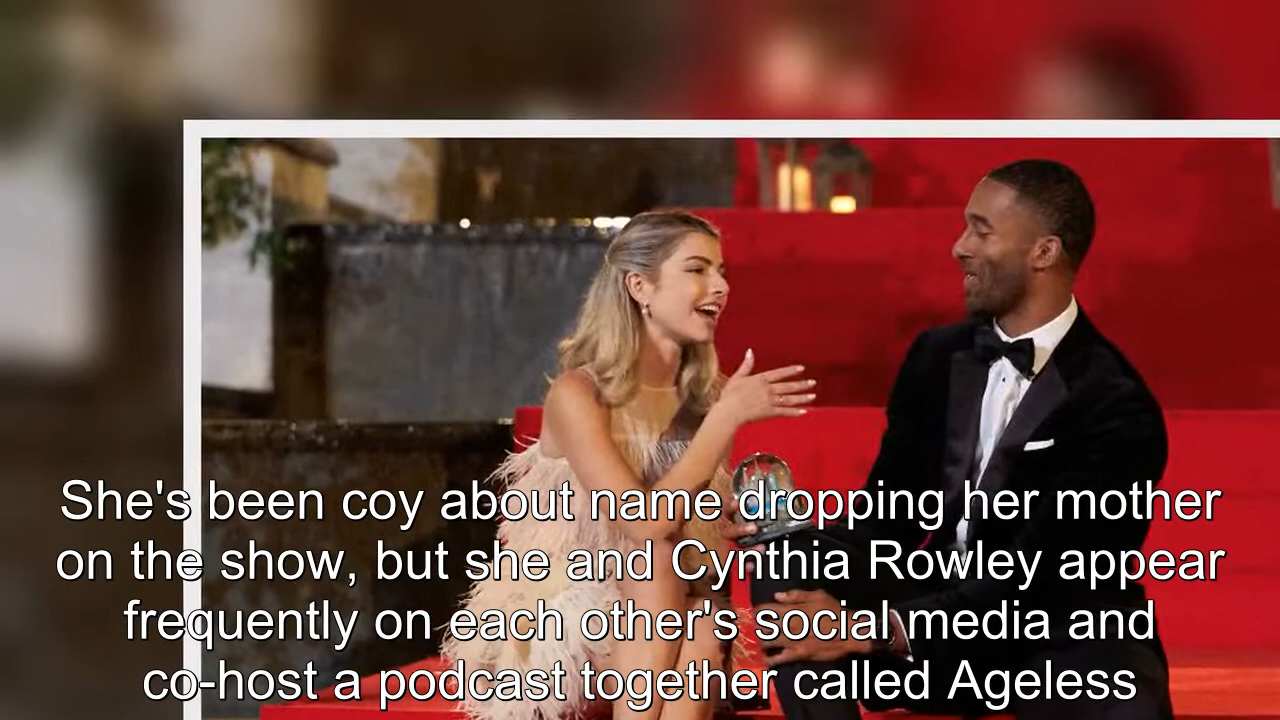 She's been coy about name dropping her mother
on the show, but she and Cynthia Rowley appear
frequently on each other's social media and
co-host a podcast together called Ageless